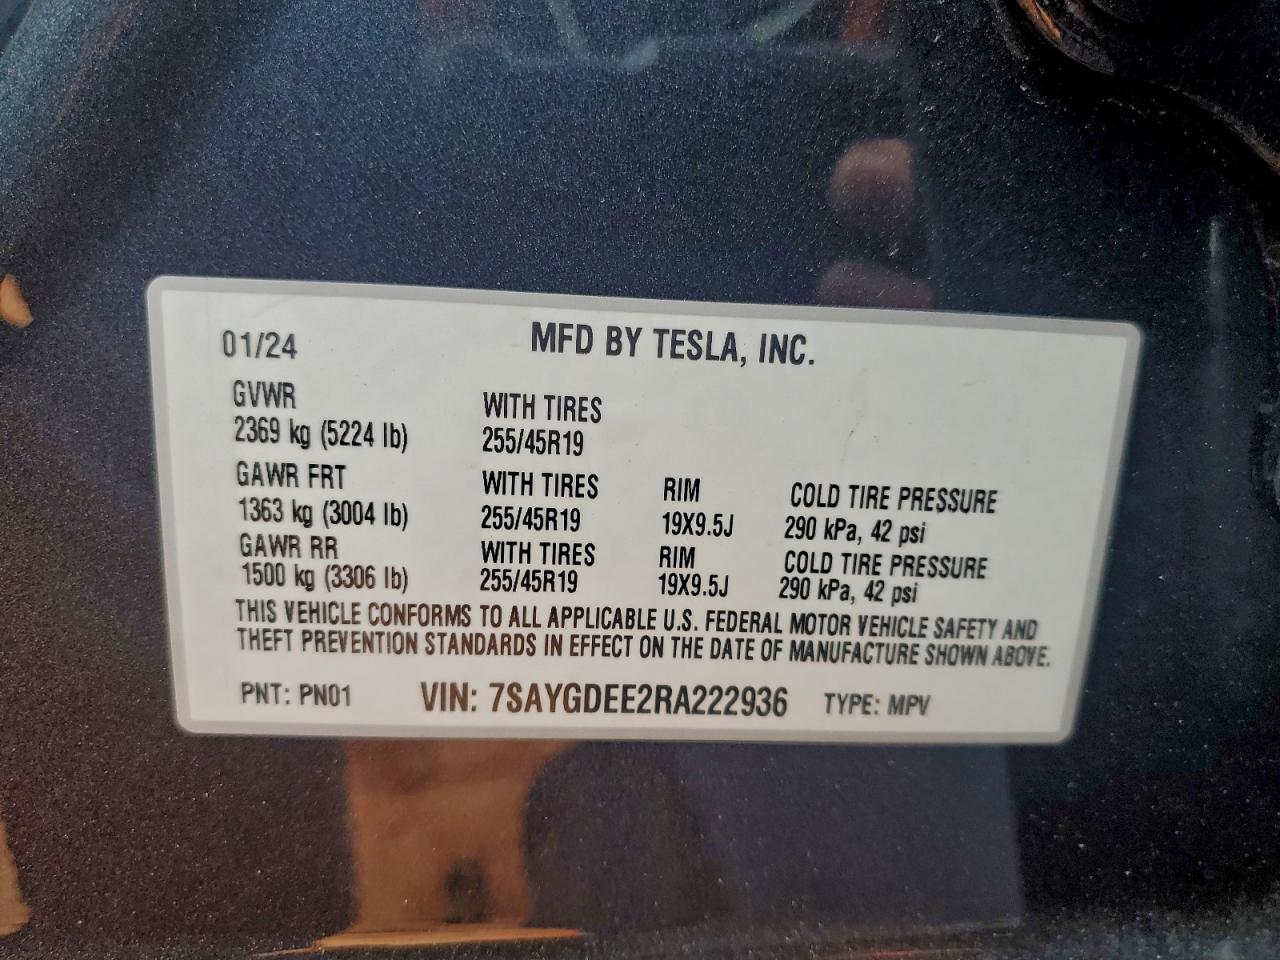 01/24 MFD BY TESLA, INC.
GVWR WITH TIRES
2369 kg (5224 lb) 255/45R19
GAWR FRT WITH TIRES RIM COLD TIRE PRESSURE
1363 kg (3004 lb) 255/45R19 19X9.5J 290 kPa, 42 psi
GAWR RR WITH TIRES RIM COLD TIRE PRESSURE
1500 kg (3306 lb) 255/45R19 19X9.5J 290 kPa, 42 psi
THIS VEHICLE CONFORMS TO ALL APPLICABLE U.S. FEDERAL MOTOR VEHICLE SAFETY AND
THEFT PREVENTION STANDARDS IN EFFECT ON THE DATE OF MANUFACTURE SHOWN ABOVE.
PNT: PN01 VIN: 7SAYGDEE2RA222936 TYPE: MPV